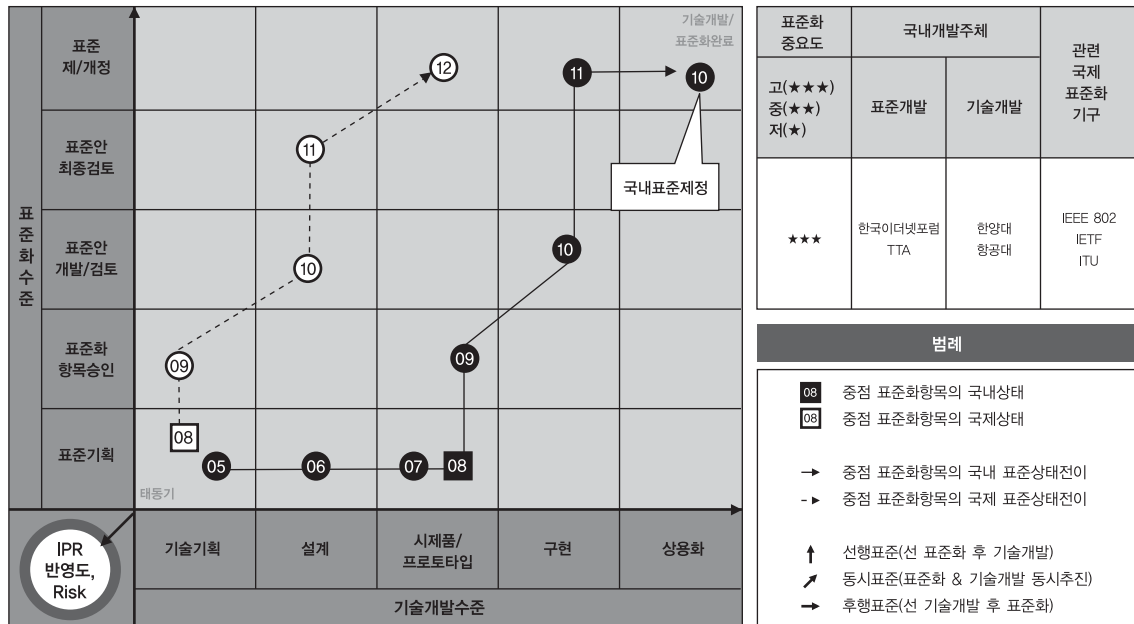 표준화수준
표준
제/개정
표준안
최종검토
표준안
개발/검토
표준화
항목승인
표준기획
기술개발/
표준화완료
12
11
10
11
국내표준제정
10
10
09
09
08
05
06
07
08
태동기
IPR
반영도,
Risk
기술기획
설계
시제품/
프로토타입
구현
상용화
기술개발수준
표준화
중요도
국내개발주체
관련
국제
표준화
기구
고(★★★)
중(★★)
저(★)
표준개발
기술개발
★★★
한국이더넷포럼
TTA
한양대
항공대
IEEE 802
IETF
ITU
범례
08 중점 표준화항목의 국내상태
08 중점 표준화항목의 국제상태
중점 표준화항목의 국내 표준상태전이
중점 표준화항목의 국제 표준상태전이
선행표준(선 표준화 후 기술개발)
동시표준(표준화 & 기술개발 동시추진)
후행표준(선 기술개발 후 표준화)